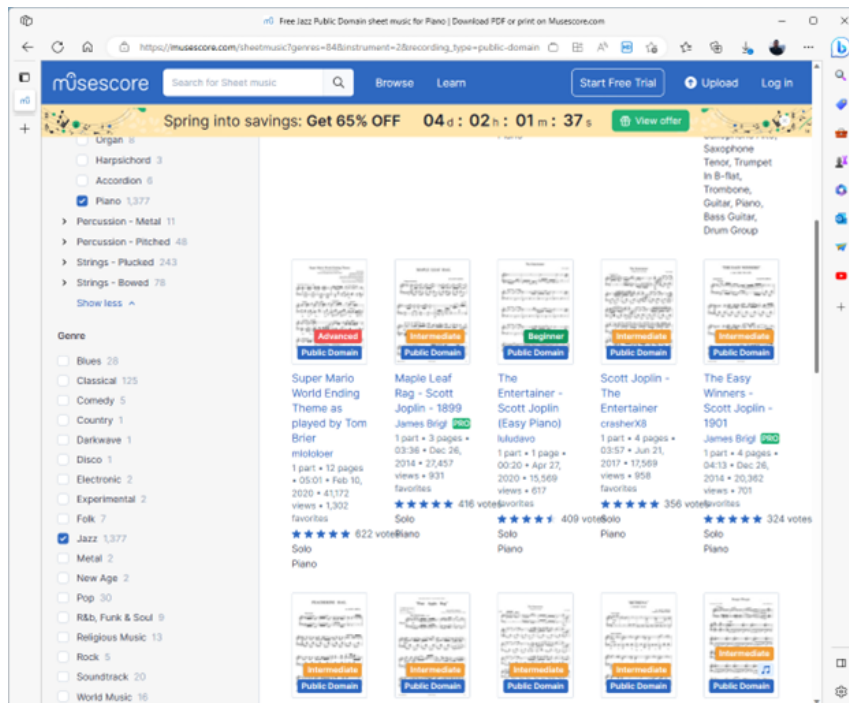 Free Jazz Public Domain sheet music for Piano | Download PDF or print on Musescore.com
https://musescore.com/sheetmusic?genres=84&instrument=2&recording_type=public-domain
musescore
Search for Sheet music
Browse
Learn
Start Free Trial
Upload
Log in
Spring into savings: Get 65% OFF
04 d : 02 h : 01 m : 37 s
View offer
Organ 8
Harpsichord 3
Accordion 6
Piano 1,377
Percussion - Metal 11
Percussion - Pitched 48
Strings - Plucked 243
Strings - Bowed 78
Show less
Genre
Blues 28
Classical 125
Comedy 5
Country 1
Darkwave 1
Disco 1
Electronic 2
Experimental 2
Folk 7
Jazz 1,377
Metal 2
New Age 2
Pop 30
R&b, Funk & Soul 9
Religious Music 13
Rock 5
Soundtrack 20
World Music 16
Saxophone
Tenor, Trumpet
In B-flat,
Trombone,
Guitar, Piano,
Bass Guitar,
Drum Group
Advanced
Public Domain
Super Mario
World Ending
Theme as
played by Tom
Brier
mlololoer
1 part • 12 pages
• 05:01 • Feb 10,
2020 • 41,172
views • 1,302
favorites
622 votes
Solo
Piano
MAPLE LEAF RAG
Intermediate
Public Domain
Maple Leaf
Rag - Scott
Joplin - 1899
James Brigl PRO
1 part • 3 pages •
03:36 • Dec 26,
2014 • 27,457
views • 931
favorites
416 votes
Solo
Piano
The Entertainer
Beginner
Public Domain
The
Entertainer -
Scott Joplin
(Easy Piano)
luludavo
1 part • 1 page •
00:20 • Apr 27,
2020 • 15,569
views • 617
favorites
409 votes
Solo
Piano
Intermediate
Public Domain
Scott Joplin -
The
Entertainer
crasherX8
1 part • 4 pages •
03:57 • Jun 21,
2017 • 17,569
views • 958
favorites
356 votes
Solo
Piano
"THE EASY WINNERS"
Intermediate
Public Domain
The Easy
Winners -
Scott Joplin -
1901
James Brigl PRO
1 part • 4 pages •
04:13 • Dec 26,
2014 • 20,362
views • 701
favorites
324 votes
Solo
Piano
Intermediate
Public Domain
Intermediate
Public Domain
Intermediate
Public Domain
Intermediate
Public Domain
Intermediate
Public Domain